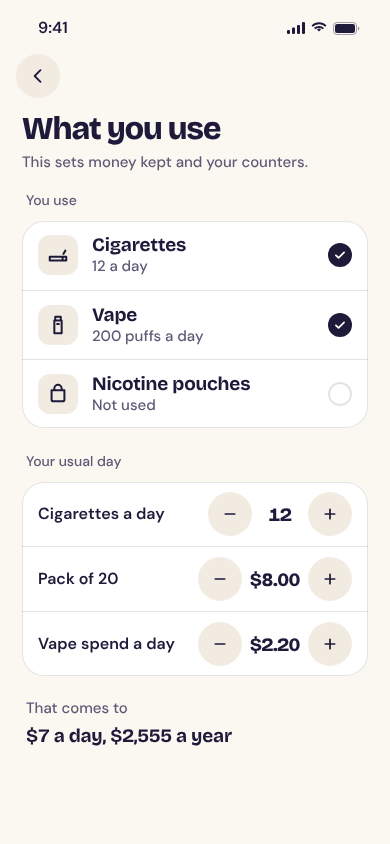 9:41
What you use
This sets money kept and your counters.
You use
Cigarettes
12 a day
Vape
200 puffs a day
Nicotine pouches
Not used
Your usual day
Cigarettes a day − 12 +
Pack of 20 − $8.00 +
Vape spend a day − $2.20 +
That comes to
$7 a day, $2,555 a year